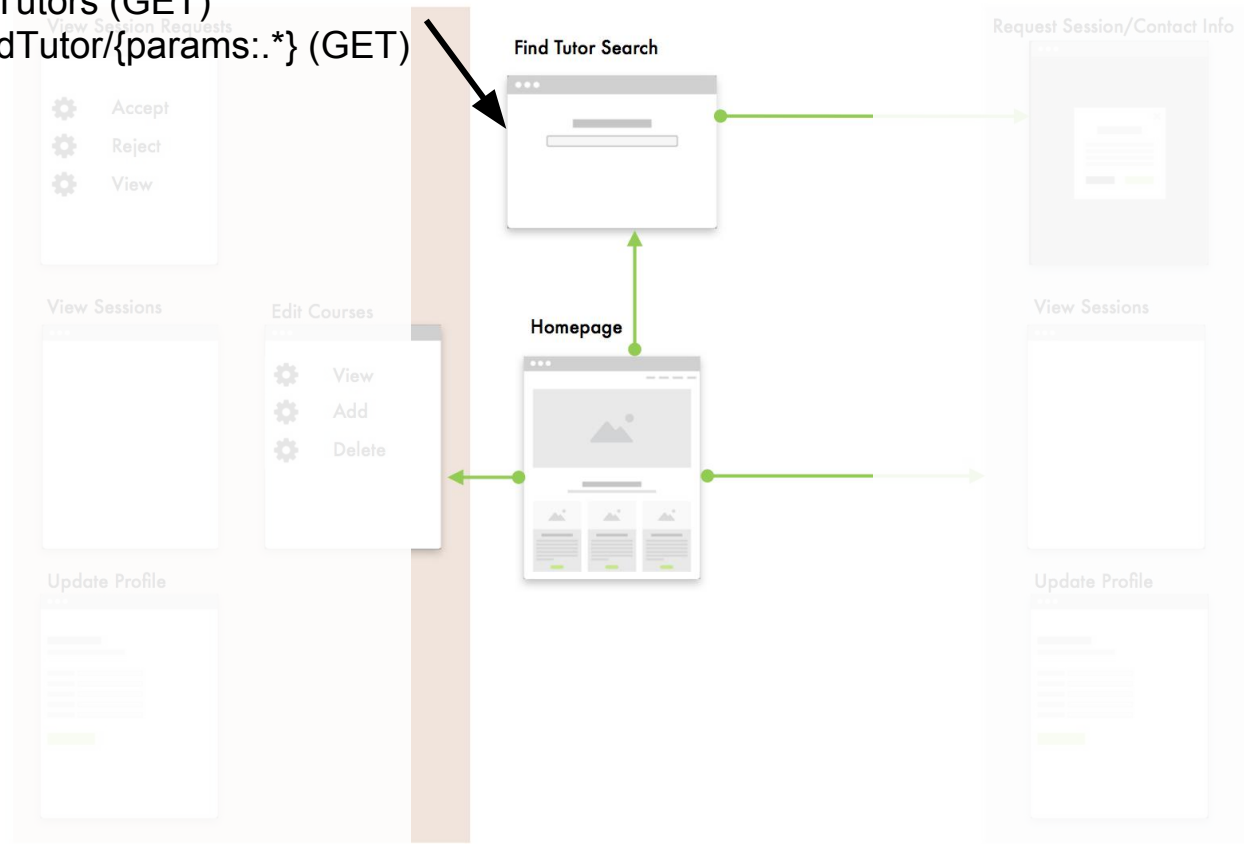 Tutors (GET)
View Session Requests
dTutor/{params:.*} (GET)
Accept
Reject
View
Find Tutor Search
Request Session/Contact Info
View Sessions
Edit Courses
View
Add
Delete
Homepage
View Sessions
Update Profile
Update Profile